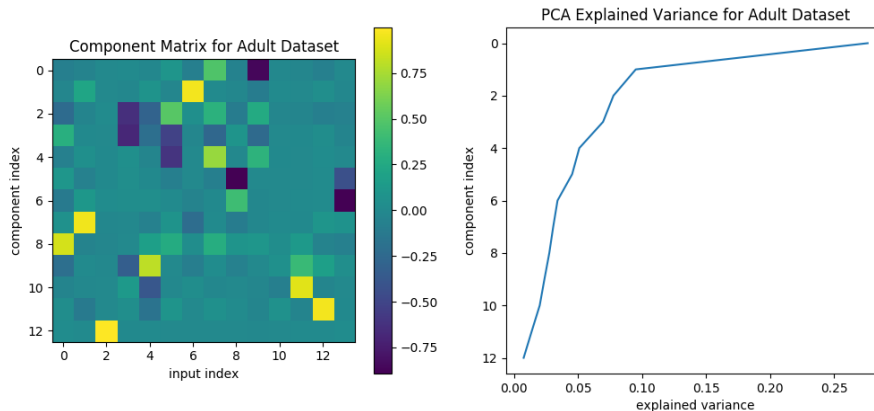 Component Matrix for Adult Dataset
component index
0
2
4
6
8
10
12
0 2 4 6 8 10 12
input index
0.75
0.50
0.25
0.00
−0.25
−0.50
−0.75
PCA Explained Variance for Adult Dataset
component index
0
2
4
6
8
10
12
0.00 0.05 0.10 0.15 0.20 0.25
explained variance